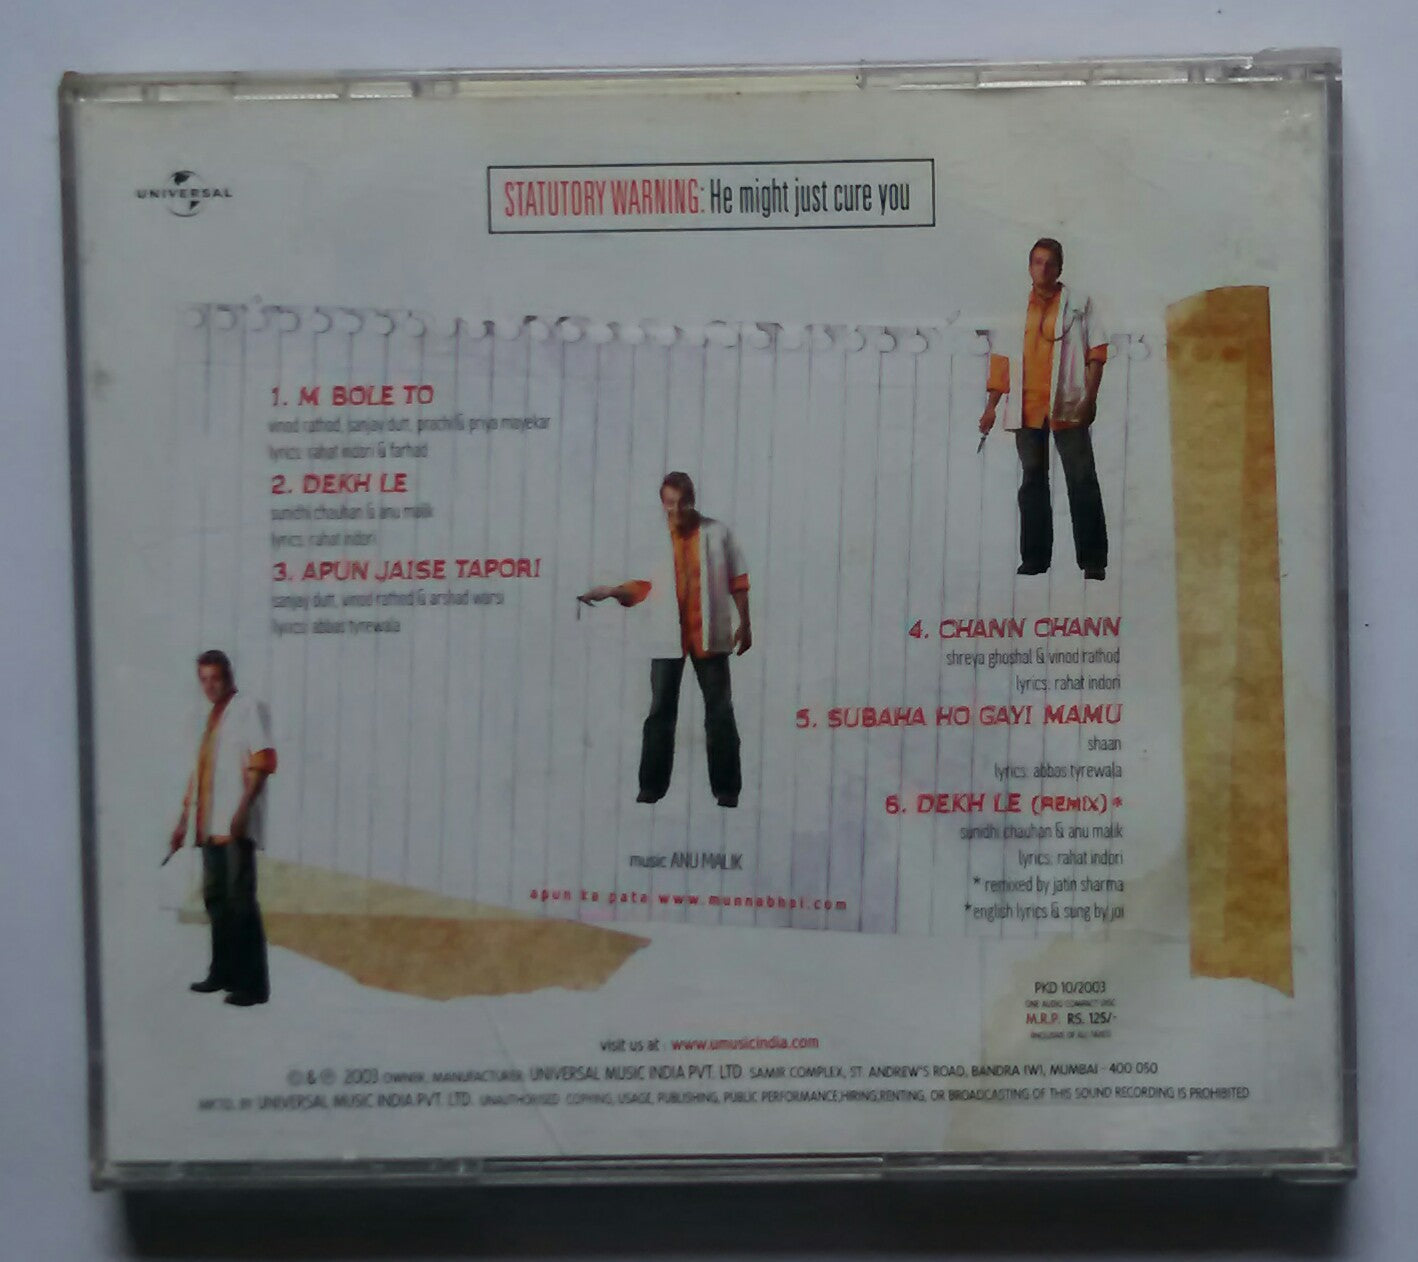 UNIVERSAL
STATUTORY WARNING: He might just cure you
1. M BOLE TO
vinod rathod, sanjay dutt, prachi & priya mayekar
lyrics: rahat indori & farhad
2. DEKH LE
sunidhi chauhan & anu malik
lyrics: rahat indori
3. APUN JAISE TAPORI
sanjay dutt, vinod rathod & arshad warsi
lyrics: abbas tyrewala
4. CHANN CHANN
shreya ghoshal & vinod rathod
lyrics: rahat indori
5. SUBAHA HO GAYI MAMU
shaan
lyrics: abbas tyrewala
6. DEKH LE (REMIX)*
sunidhi chauhan & anu malik
lyrics: rahat indori
* remixed by jatin sharma
*english lyrics & sung by joi
music ANU MALIK
apun ka pata www.munnabhai.com
PKD 10/2003
ONE AUDIO COMPACT DISC
M.R.P. RS. 125/-
INCLUSIVE OF ALL TAXES
visit us at : www.umusicindia.com
© & ℗ 2003 OWNER, MANUFACTURER, UNIVERSAL MUSIC INDIA PVT. LTD. SAMIR COMPLEX, ST. ANDREW'S ROAD, BANDRA (W), MUMBAI - 400 050
MKTD. BY UNIVERSAL MUSIC INDIA PVT. LTD. UNAUTHORISED COPYING, USAGE, PUBLISHING, PUBLIC PERFORMANCE,HIRING,RENTING, OR BROADCASTING OF THIS SOUND RECORDING IS PROHIBITED